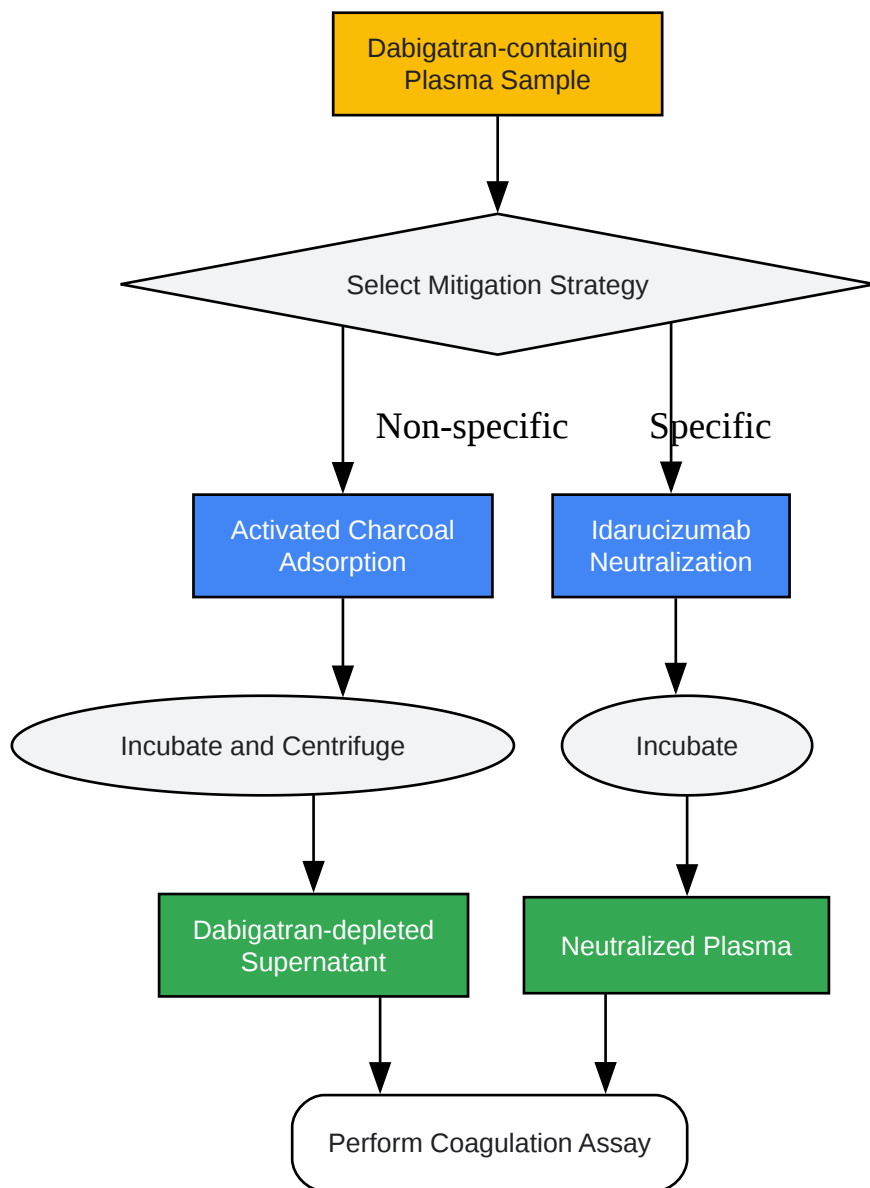 Dabigatran-containing
Plasma Sample
Select Mitigation Strategy
Non-specific
Specific
Activated Charcoal
Adsorption
Idarucizumab
Neutralization
Incubate and Centrifuge
Incubate
Dabigatran-depleted
Supernatant
Neutralized Plasma
Perform Coagulation Assay